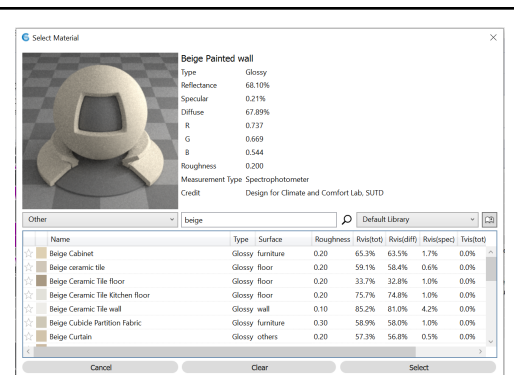 Select Material
Beige Painted wall
Type Glossy
Reflectance 68.10%
Specular 0.21%
Diffuse 67.89%
R 0.737
G 0.669
B 0.544
Roughness 0.200
Measurement Type Spectrophotometer
Credit Design for Climate and Comfort Lab, SUTD
Other beige Default Library
Name Type Surface Roughness Rvis(tot) Rvis(diff) Rvis(spec) Tvis(tot)
Beige Cabinet Glossy furniture 0.20 65.3% 63.5% 1.7% 0.0%
Beige ceramic tile Glossy floor 0.20 59.1% 58.4% 0.6% 0.0%
Beige Ceramic Tile floor Glossy floor 0.20 33.7% 32.8% 1.0% 0.0%
Beige Ceramic Tile Kitchen floor Glossy floor 0.20 75.7% 74.8% 1.0% 0.0%
Beige Ceramic Tile wall Glossy wall 0.10 85.2% 81.0% 4.2% 0.0%
Beige Cubicle Partition Fabric Glossy furniture 0.30 58.9% 58.0% 1.0% 0.0%
Beige Curtain Glossy others 0.20 57.3% 56.8% 0.5% 0.0%
Cancel Clear Select